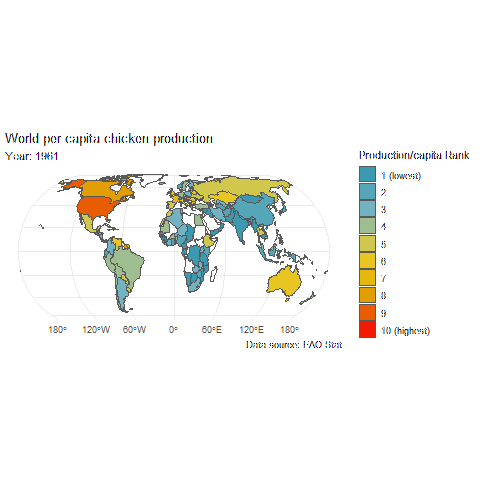 World per capita chicken production
Year: 1961
Production/capita Rank
1 (lowest)
2
3
4
5
6
7
8
9
10 (highest)
180° 120°W 60°W 0° 60°E 120°E 180°
Data source: FAO Stat